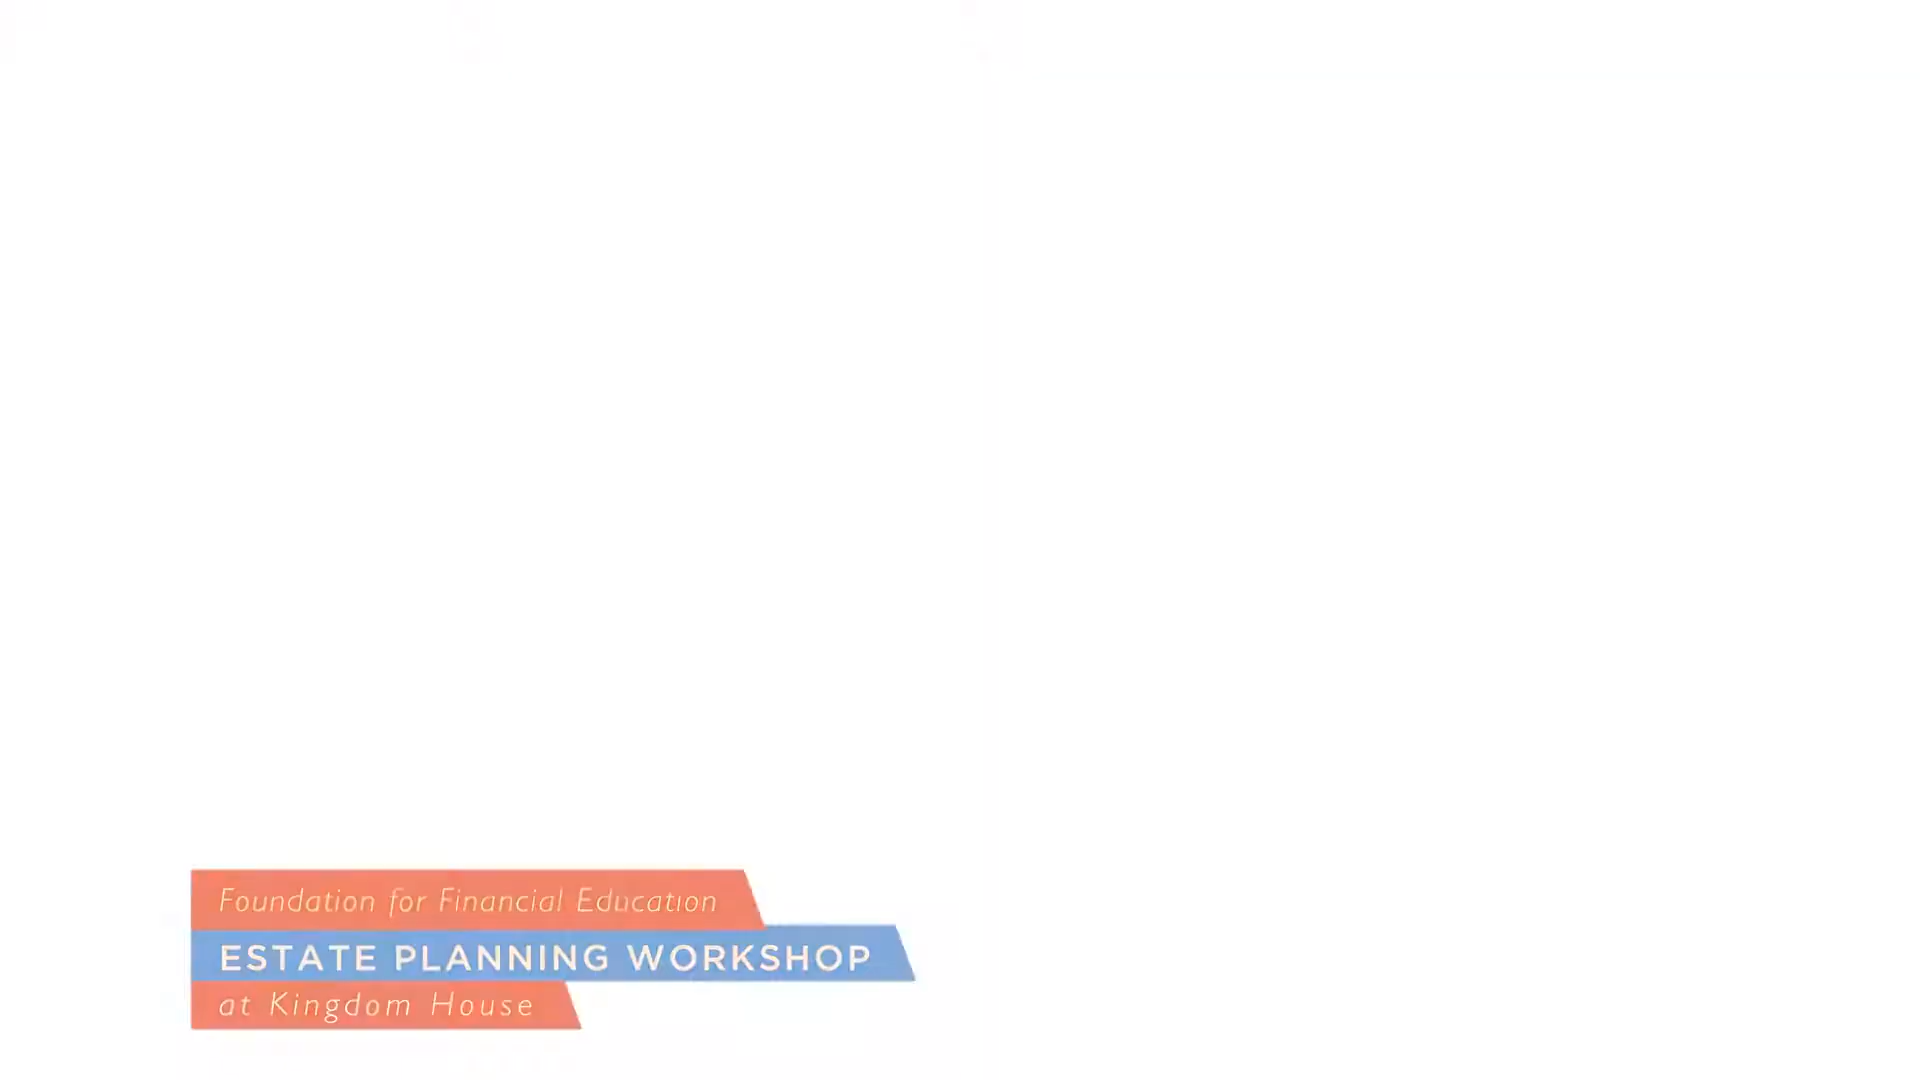 Foundation for Financial Education
ESTATE PLANNING WORKSHOP
at Kingdom House